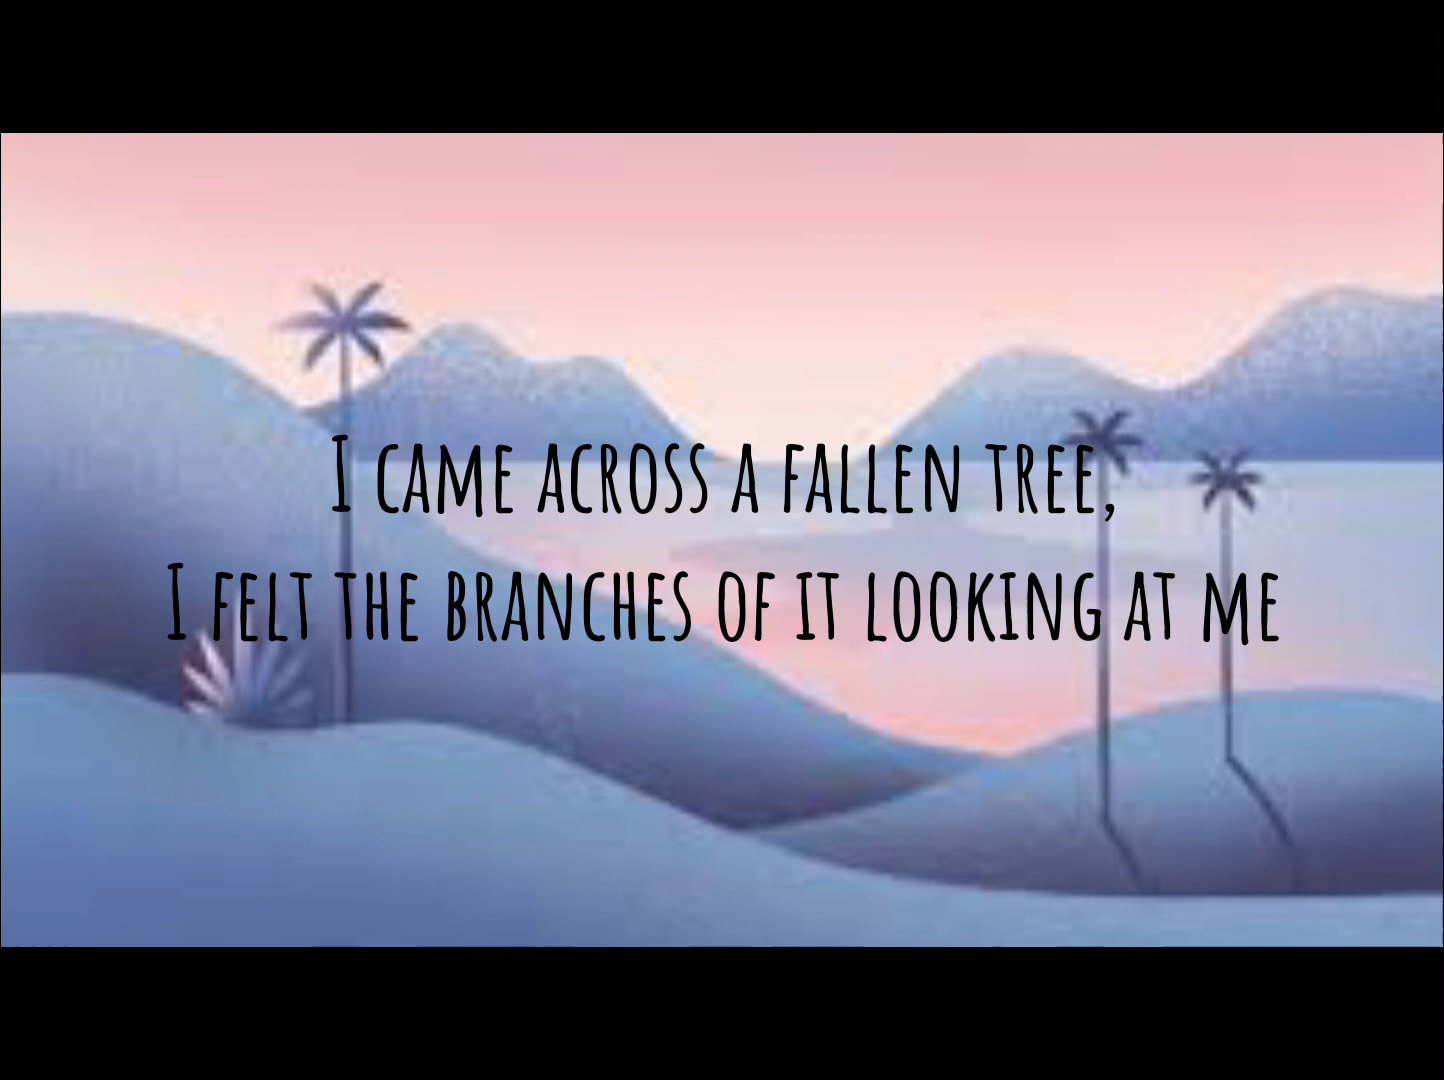 I CAME ACROSS A FALLEN TREE,
I FELT THE BRANCHES OF IT LOOKING AT ME